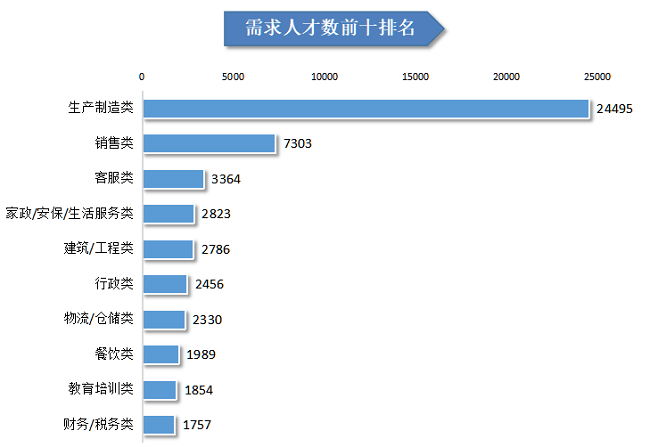 需求人才数前十排名
0 5000 10000 15000 20000 25000
生产制造类 24495
销售类 7303
客服类 3364
家政/安保/生活服务类 2823
建筑/工程类 2786
行政类 2456
物流/仓储类 2330
餐饮类 1989
教育培训类 1854
财务/税务类 1757